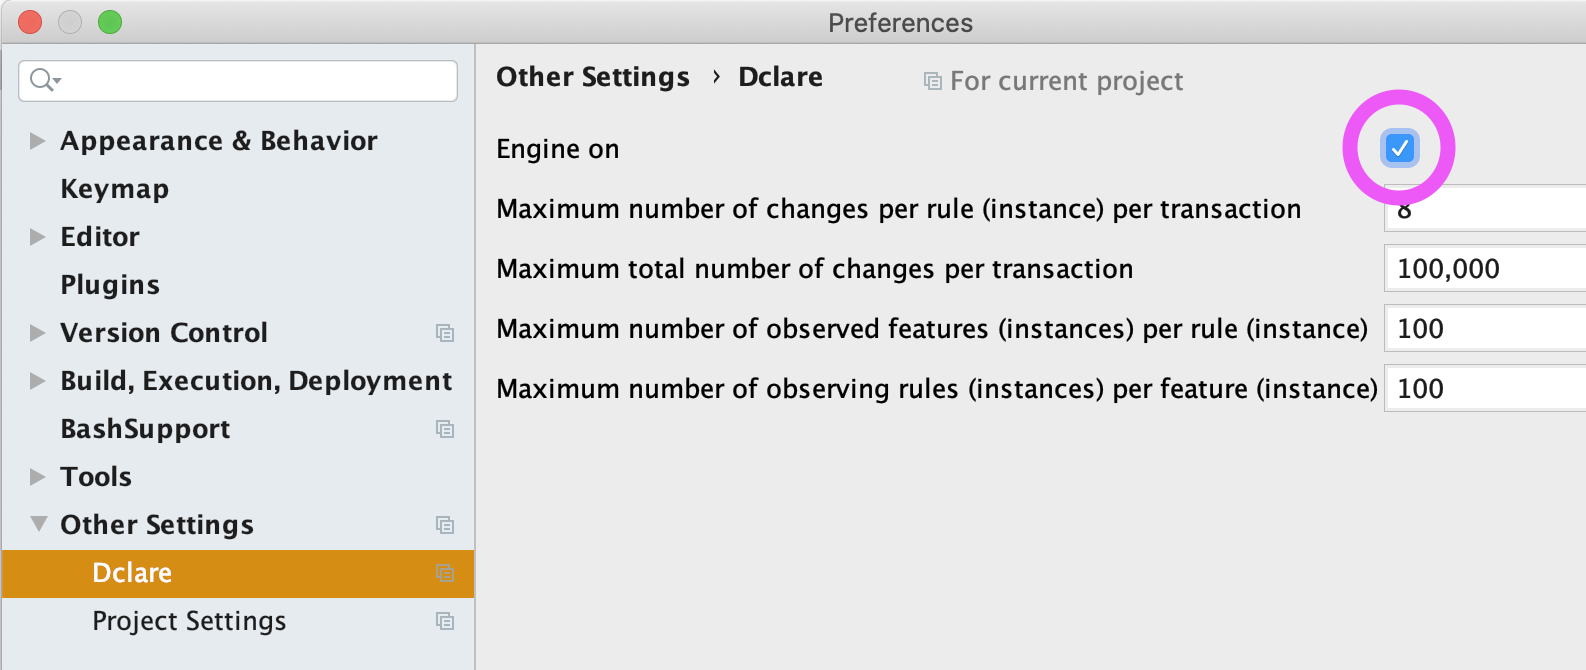 Preferences
Appearance & Behavior
Keymap
Editor
Plugins
Version Control
Build, Execution, Deployment
BashSupport
Tools
Other Settings
Dclare
Project Settings
Other Settings › Dclare
For current project
Engine on
Maximum number of changes per rule (instance) per transaction 8
Maximum total number of changes per transaction 100,000
Maximum number of observed features (instances) per rule (instance) 100
Maximum number of observing rules (instances) per feature (instance) 100